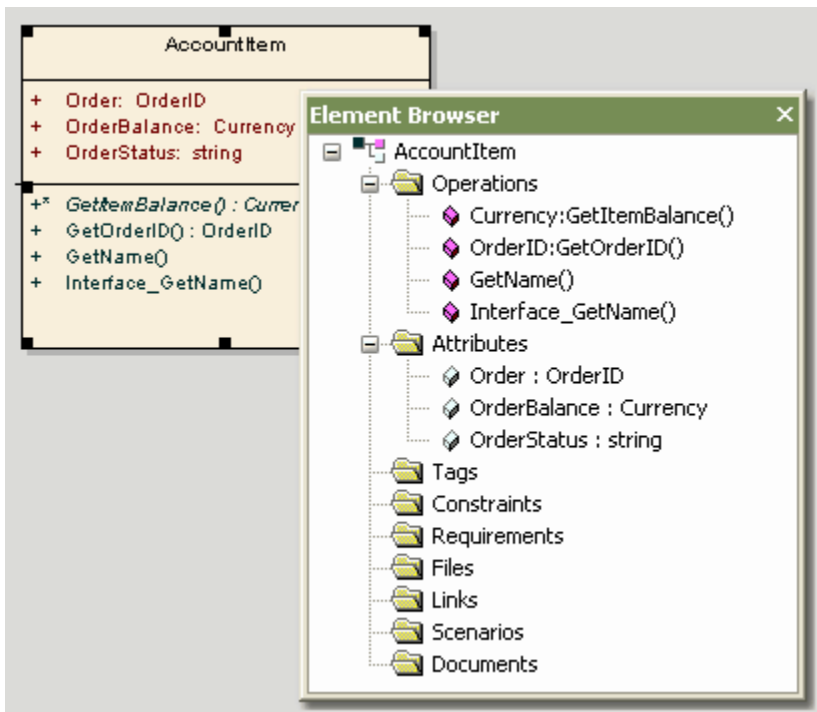 AccountItem
+ Order: OrderID
+ OrderBalance: Currency
+ OrderStatus: string
+* GetItemBalance() : Curren
+ GetOrderID() : OrderID
+ GetName()
+ Interface_GetName()
Element Browser
AccountItem
Operations
Currency:GetItemBalance()
OrderID:GetOrderID()
GetName()
Interface_GetName()
Attributes
Order : OrderID
OrderBalance : Currency
OrderStatus : string
Tags
Constraints
Requirements
Files
Links
Scenarios
Documents